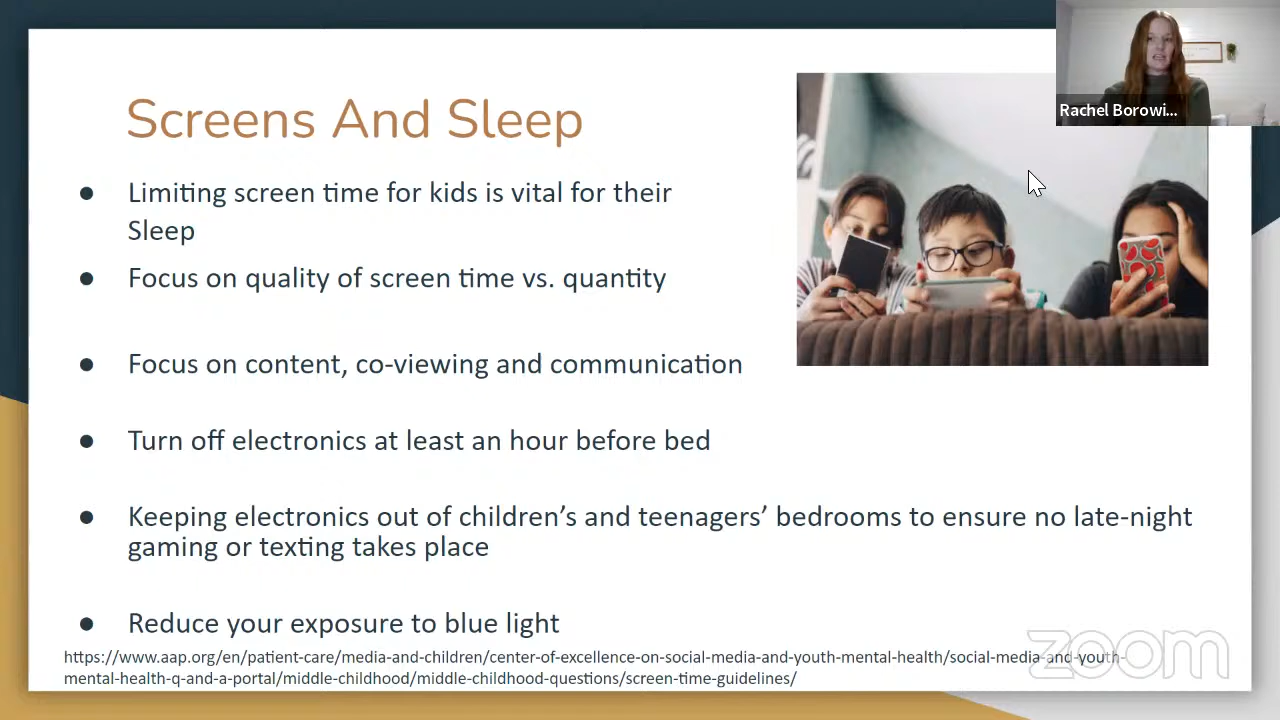 Rachel Borowi...
Screens And Sleep
● Limiting screen time for kids is vital for their
Sleep
● Focus on quality of screen time vs. quantity
● Focus on content, co-viewing and communication
● Turn off electronics at least an hour before bed
● Keeping electronics out of children’s and teenagers’ bedrooms to ensure no late-night
gaming or texting takes place
● Reduce your exposure to blue light
https://www.aap.org/en/patient-care/media-and-children/center-of-excellence-on-social-media-and-youth-mental-health/social-media-and-youth-
mental-health-q-and-a-portal/middle-childhood/middle-childhood-questions/screen-time-guidelines/
zoom